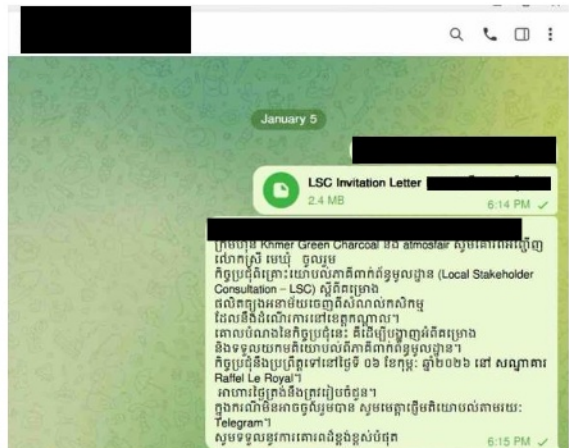 January 5
LSC Invitation Letter
2.4 MB
6:14 PM
ក្រុមហ៊ុន Khmer Green Charcoal និង atmosfair សូមគោរពអញ្ជើញ
លោកស្រី មេឃុំ ចូលរួម
កិច្ចប្រជុំពិគ្រោះយោបល់ភាគីពាក់ព័ន្ធមូលដ្ឋាន (Local Stakeholder
Consultation – LSC) ស្តីពីគម្រោង
ផលិតធ្យូងអនាម័យចេញពីសំណល់កសិកម្ម
ដែលនឹងដំណើរការនៅខេត្តកណ្តាល។
គោលបំណងនៃកិច្ចប្រជុំនេះ គឺដើម្បីបង្ហាញអំពីគម្រោង
និងទទួលយកមតិយោបល់ពីភាគីពាក់ព័ន្ធមូលដ្ឋាន។
កិច្ចប្រជុំនឹងប្រព្រឹត្តទៅនៅថ្ងៃទី ០៦ ខែកុម្ភៈ ឆ្នាំ២០២៦ នៅ សណ្ឋាគារ
Raffel Le Royal។
អាហារថ្ងៃត្រង់នឹងត្រូវរៀបចំជូន។
ក្នុងករណីមិនអាចចូលរួមបាន សូមមេត្តាផ្ញើមតិយោបល់តាមរយៈ
Telegram។
សូមទទួលនូវការគោរពដ៏ខ្ពង់ខ្ពស់បំផុត
6:15 PM